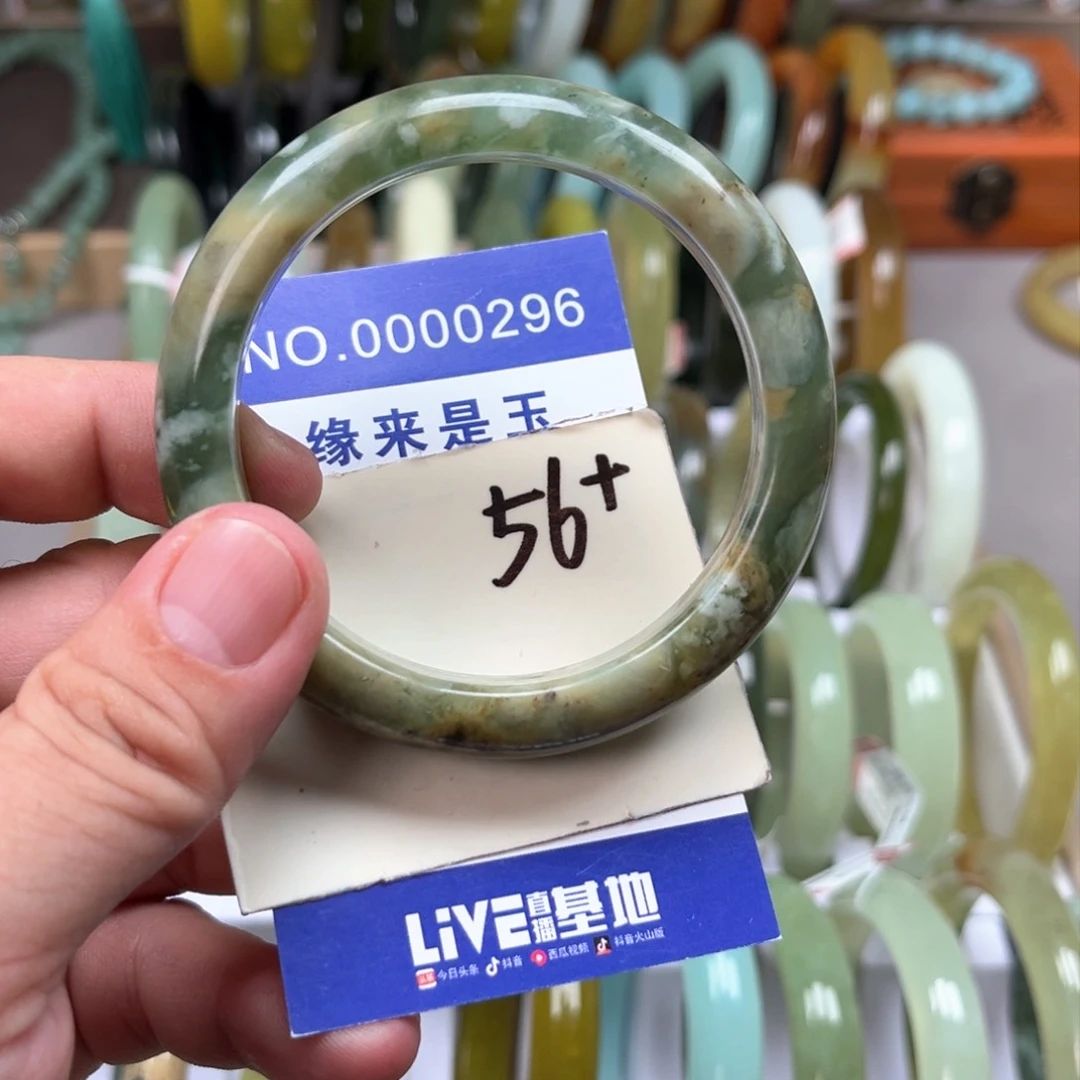 NO.0000296
缘来是玉
56+
LiVE直播基地
今日头条 抖音 西瓜视频 抖音火山版